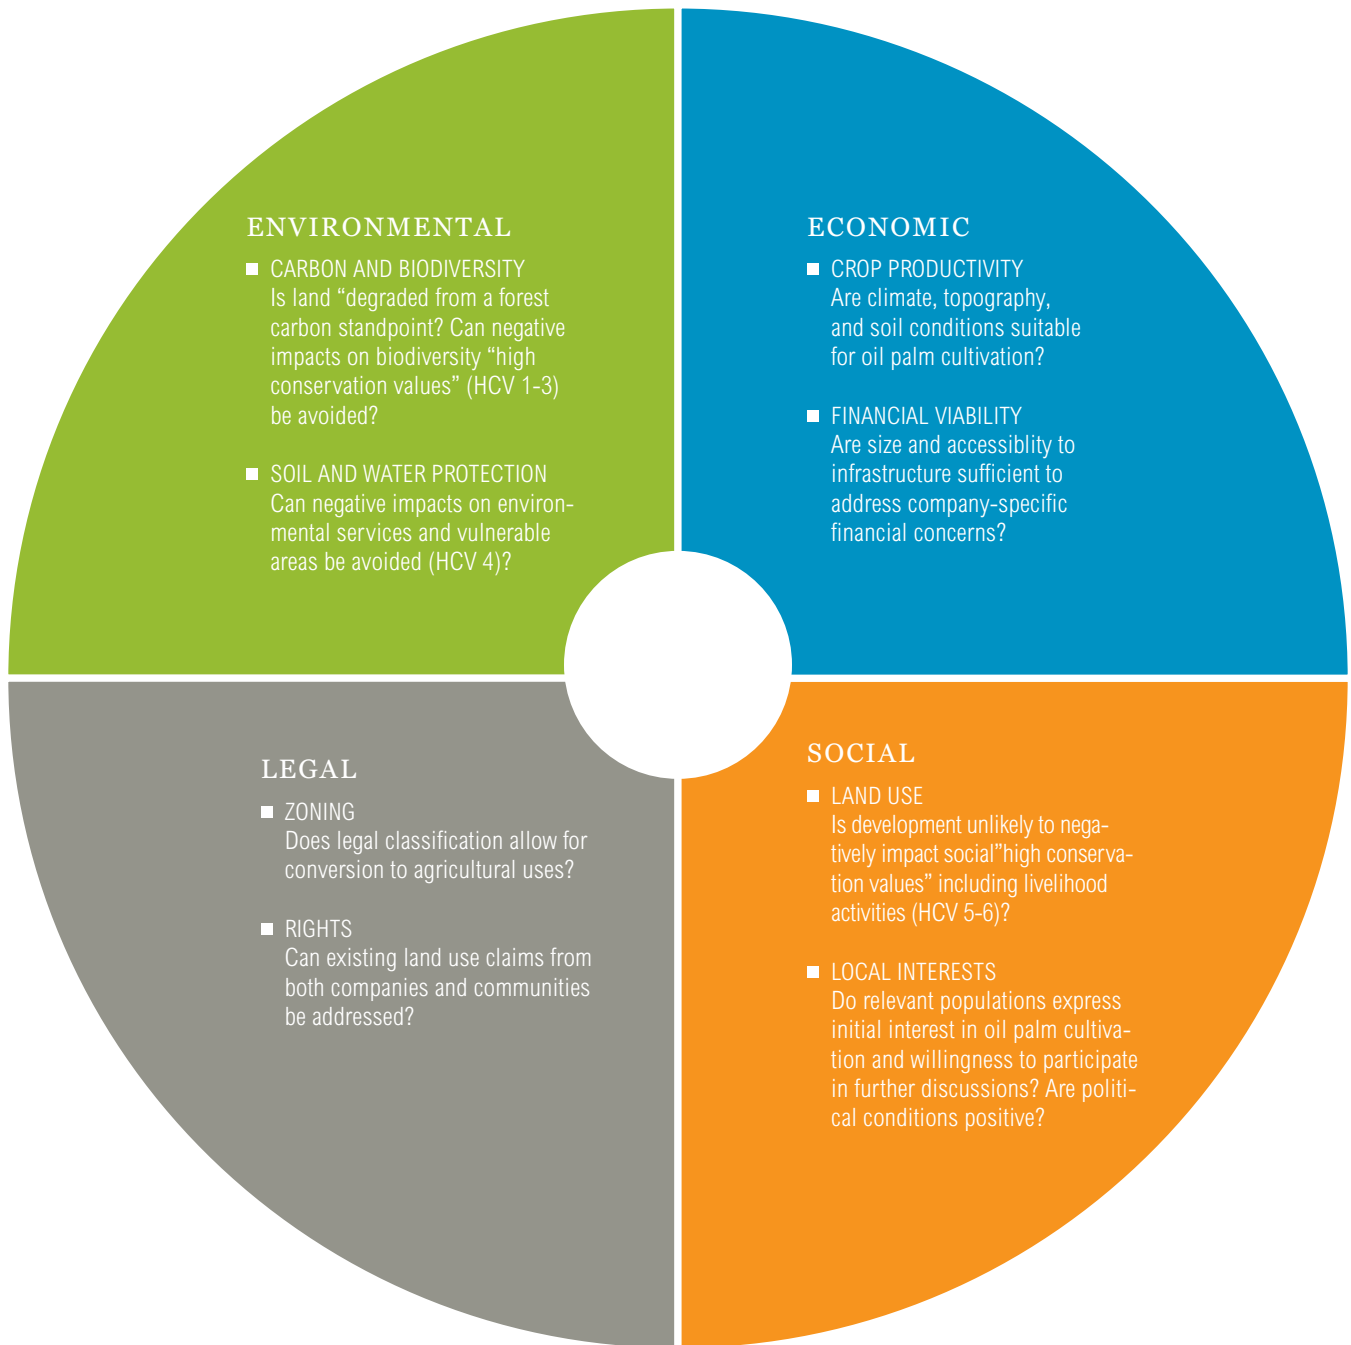 ENVIRONMENTAL
■ CARBON AND BIODIVERSITY
Is land “degraded from a forest
carbon standpoint? Can negative
impacts on biodiversity “high
conservation values” (HCV 1-3)
be avoided?
■ SOIL AND WATER PROTECTION
Can negative impacts on environ-
mental services and vulnerable
areas be avoided (HCV 4)?
ECONOMIC
■ CROP PRODUCTIVITY
Are climate, topography,
and soil conditions suitable
for oil palm cultivation?
■ FINANCIAL VIABILITY
Are size and accessiblity to
infrastructure sufficient to
address company-specific
financial concerns?
LEGAL
■ ZONING
Does legal classification allow for
conversion to agricultural uses?
■ RIGHTS
Can existing land use claims from
both companies and communities
be addressed?
SOCIAL
■ LAND USE
Is development unlikely to nega-
tively impact social”high conserva-
tion values” including livelihood
activities (HCV 5-6)?
■ LOCAL INTERESTS
Do relevant populations express
initial interest in oil palm cultiva-
tion and willingness to participate
in further discussions? Are politi-
cal conditions positive?